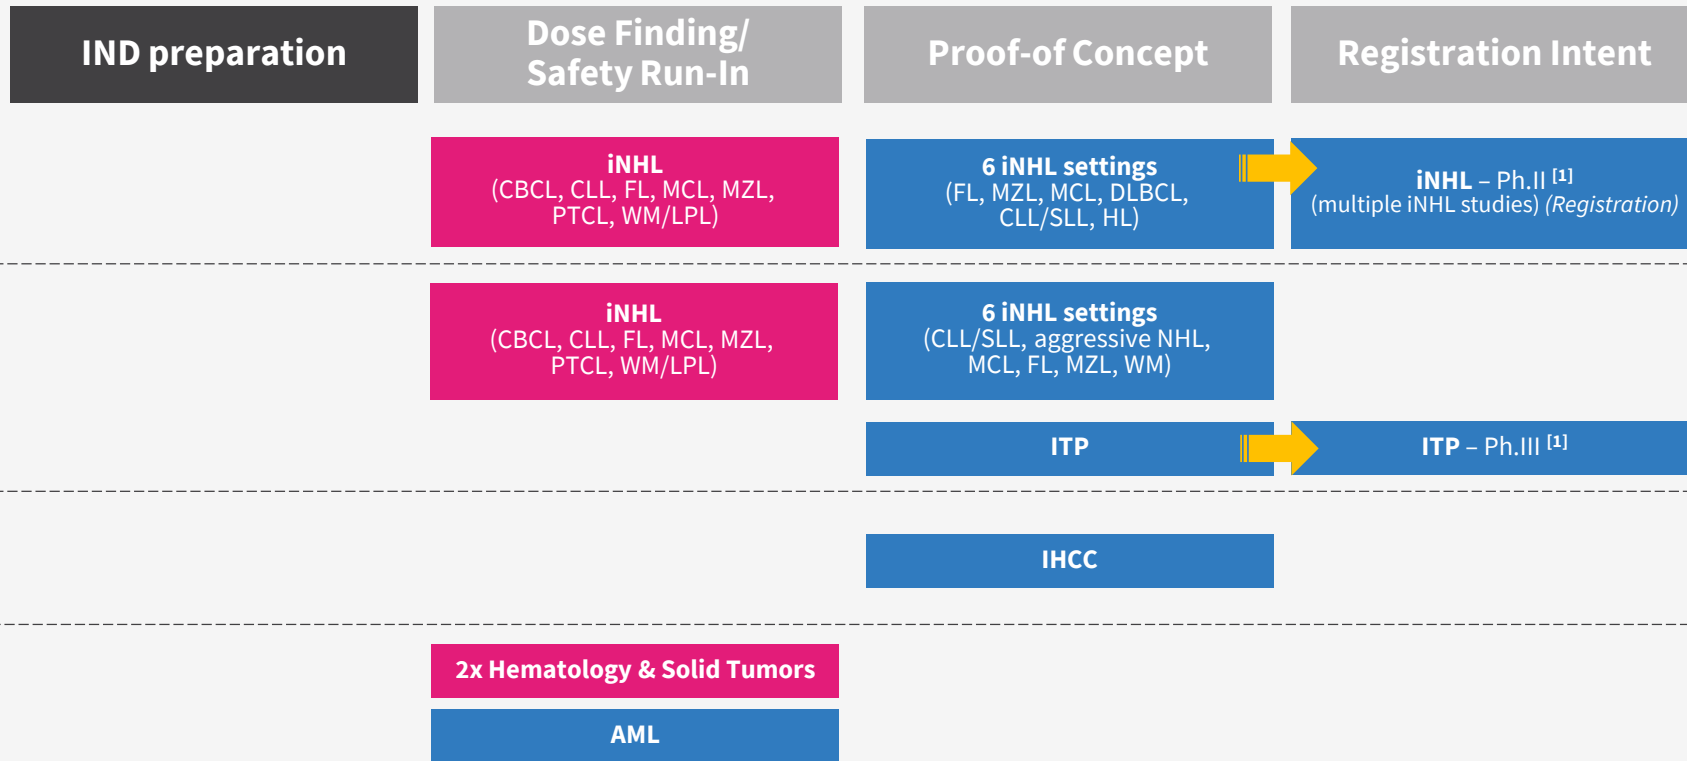 IND preparation
Dose Finding/
Safety Run-In
Proof-of Concept
Registration Intent
iNHL
(CBCL, CLL, FL, MCL, MZL,
PTCL, WM/LPL)
6 iNHL settings
(FL, MZL, MCL, DLBCL,
CLL/SLL, HL)
iNHL – Ph.II [1]
(multiple iNHL studies) (Registration)
iNHL
(CBCL, CLL, FL, MCL, MZL,
PTCL, WM/LPL)
6 iNHL settings
(CLL/SLL, aggressive NHL,
MCL, FL, MZL, WM)
ITP
ITP – Ph.III [1]
IHCC
2x Hematology & Solid Tumors
AML